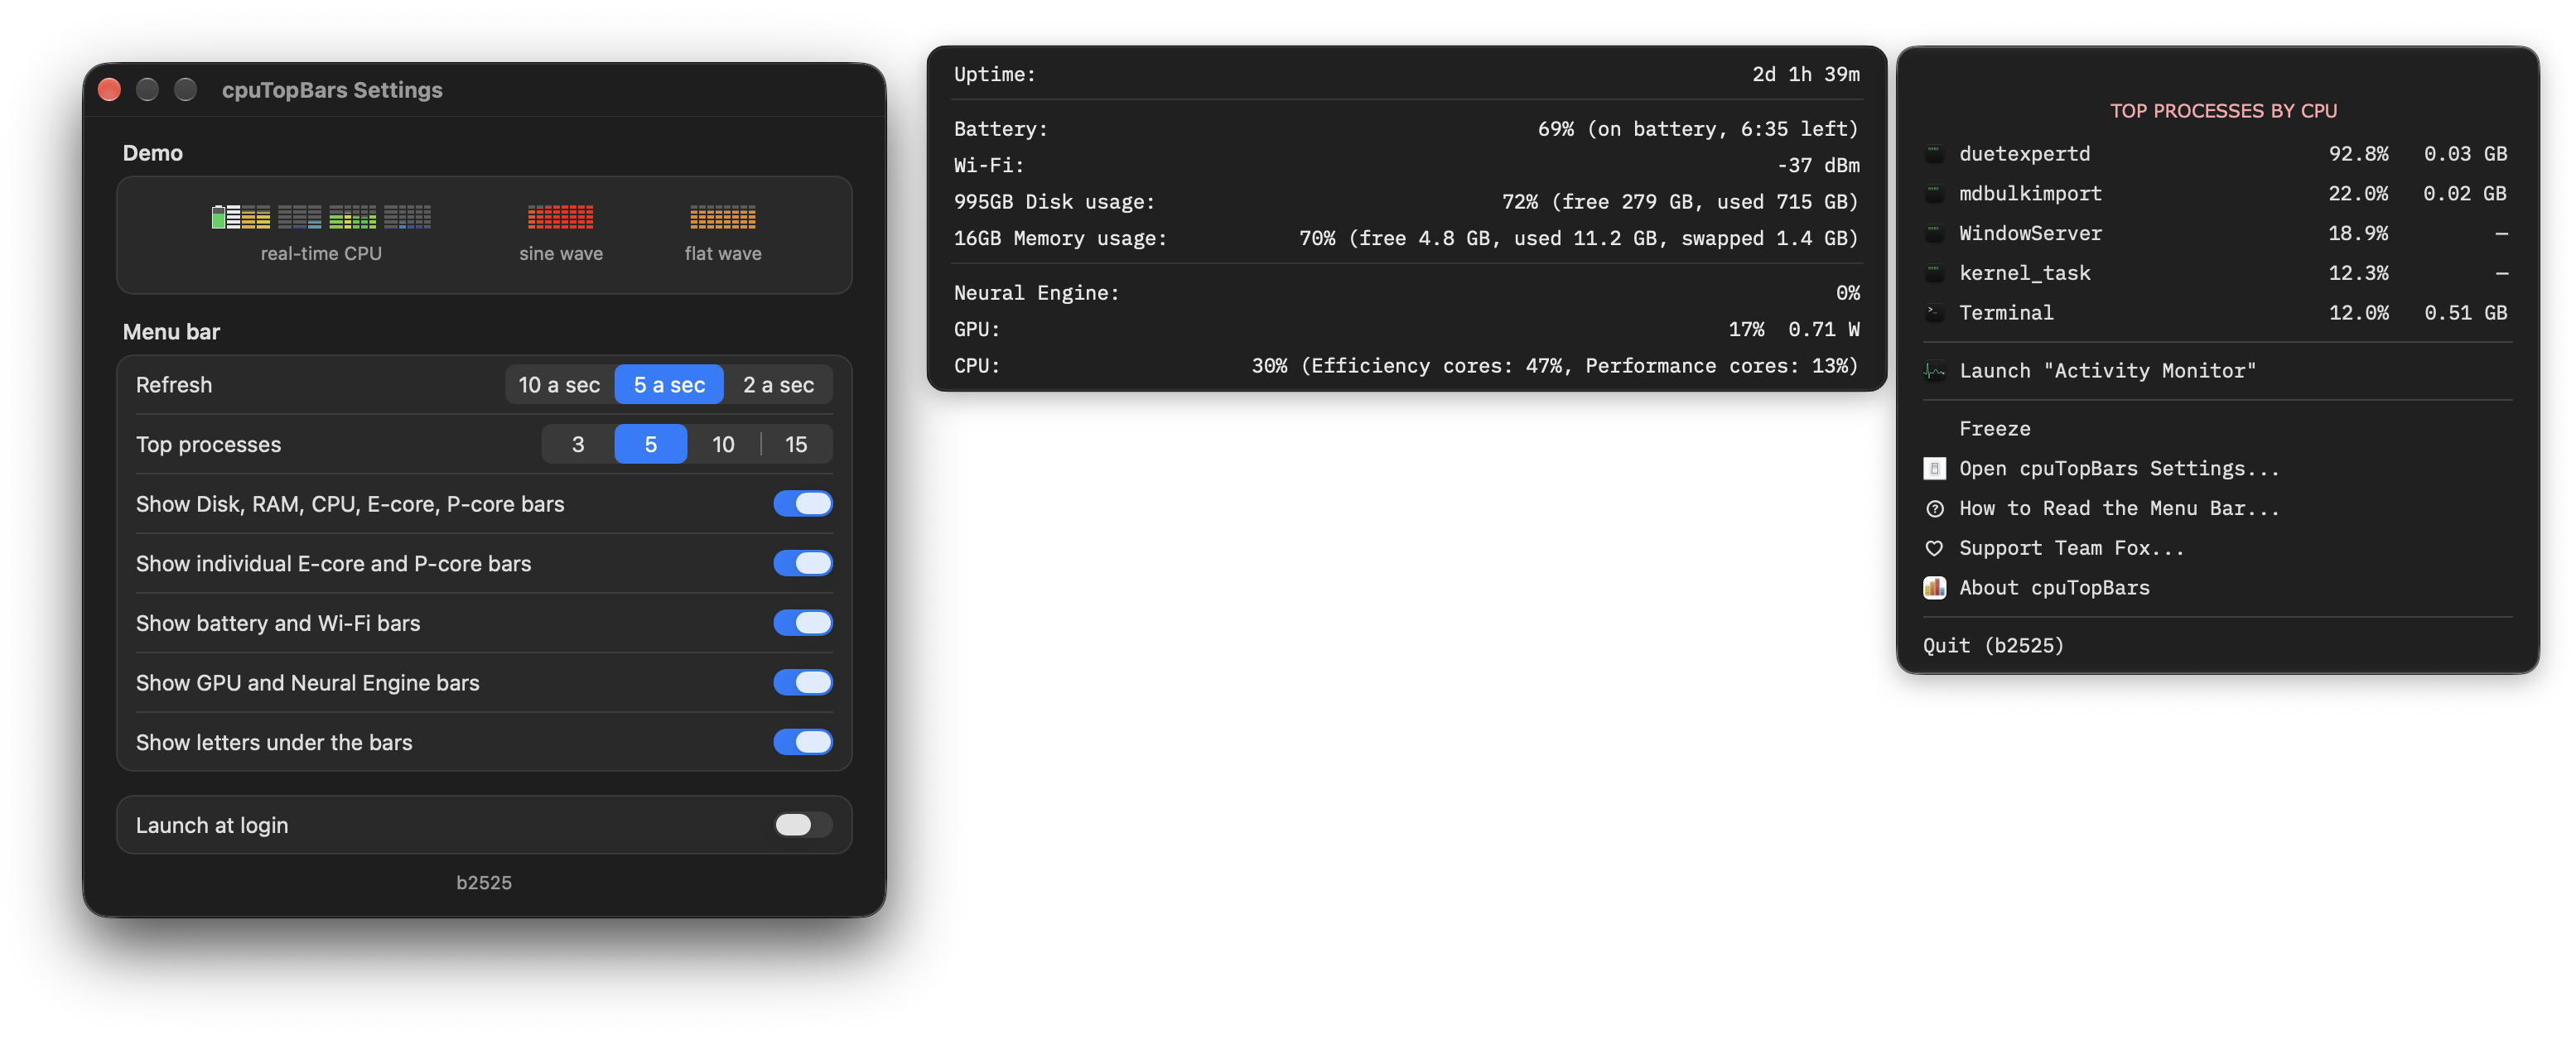 cpuTopBars Settings
Demo
real-time CPU sine wave flat wave
Menu bar
Refresh 10 a sec 5 a sec 2 a sec
Top processes 3 5 10 15
Show Disk, RAM, CPU, E-core, P-core bars
Show individual E-core and P-core bars
Show battery and Wi-Fi bars
Show GPU and Neural Engine bars
Show letters under the bars
Launch at login
b2525
Uptime: 2d 1h 39m
Battery: 69% (on battery, 6:35 left)
Wi-Fi: -37 dBm
995GB Disk usage: 72% (free 279 GB, used 715 GB)
16GB Memory usage: 70% (free 4.8 GB, used 11.2 GB, swapped 1.4 GB)
Neural Engine: 0%
GPU: 17% 0.71 W
CPU: 30% (Efficiency cores: 47%, Performance cores: 13%)
TOP PROCESSES BY CPU
duetexpertd 92.8% 0.03 GB
mdbulkimport 22.0% 0.02 GB
WindowServer 18.9% —
kernel_task 12.3% —
Terminal 12.0% 0.51 GB
Launch "Activity Monitor"
Freeze
Open cpuTopBars Settings...
How to Read the Menu Bar...
Support Team Fox...
About cpuTopBars
Quit (b2525)